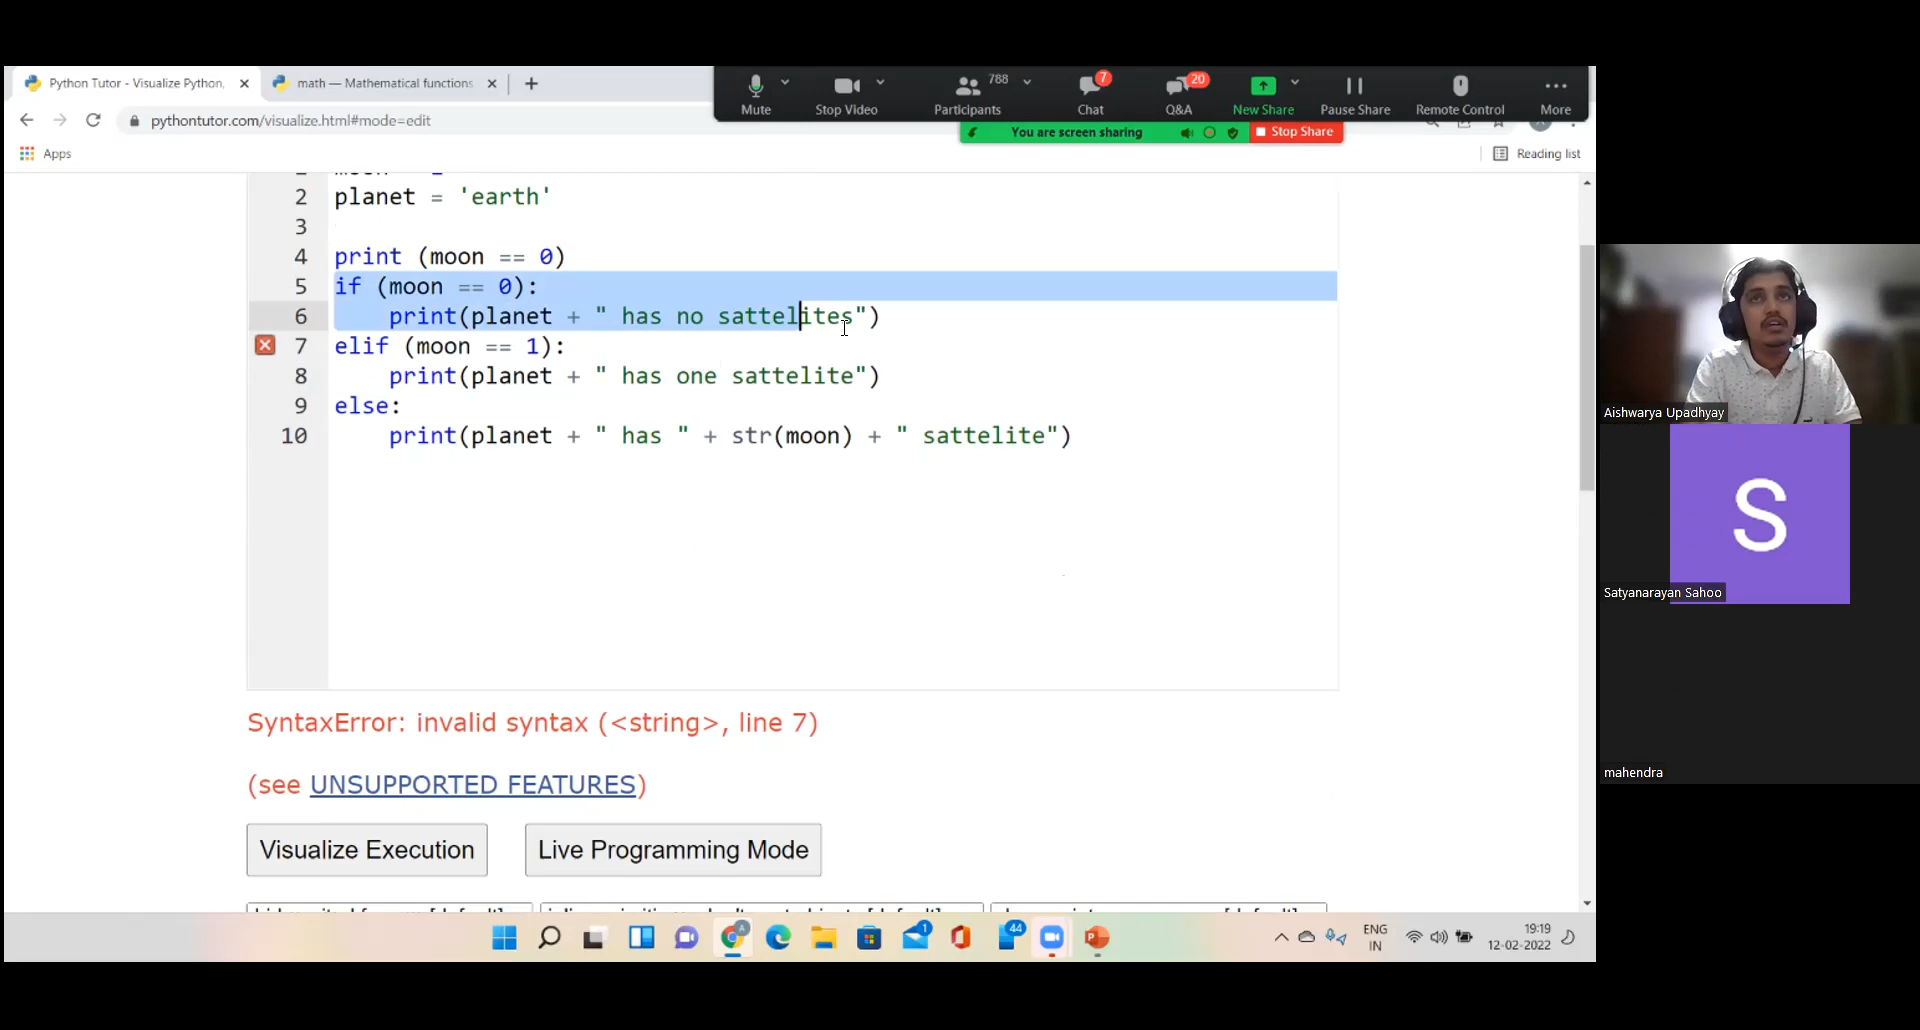 Python Tutor - Visualize Python,
math — Mathematical functions
788
7
20
Mute
Stop Video
Participants
Chat
Q&A
New Share
Pause Share
Remote Control
More
pythontutor.com/visualize.html#mode=edit
You are screen sharing
Stop Share
Apps
Reading list
2 planet = 'earth'
3
4 print (moon == 0)
5 if (moon == 0):
6 print(planet + " has no sattelites")
7 elif (moon == 1):
8 print(planet + " has one sattelite")
9 else:
10 print(planet + " has " + str(moon) + " sattelite")
SyntaxError: invalid syntax (<string>, line 7)
(see UNSUPPORTED FEATURES)
Visualize Execution
Live Programming Mode
Aishwarya Upadhyay
S
Satyanarayan Sahoo
mahendra
A
1
44
ENG
IN
19:19
12-02-2022